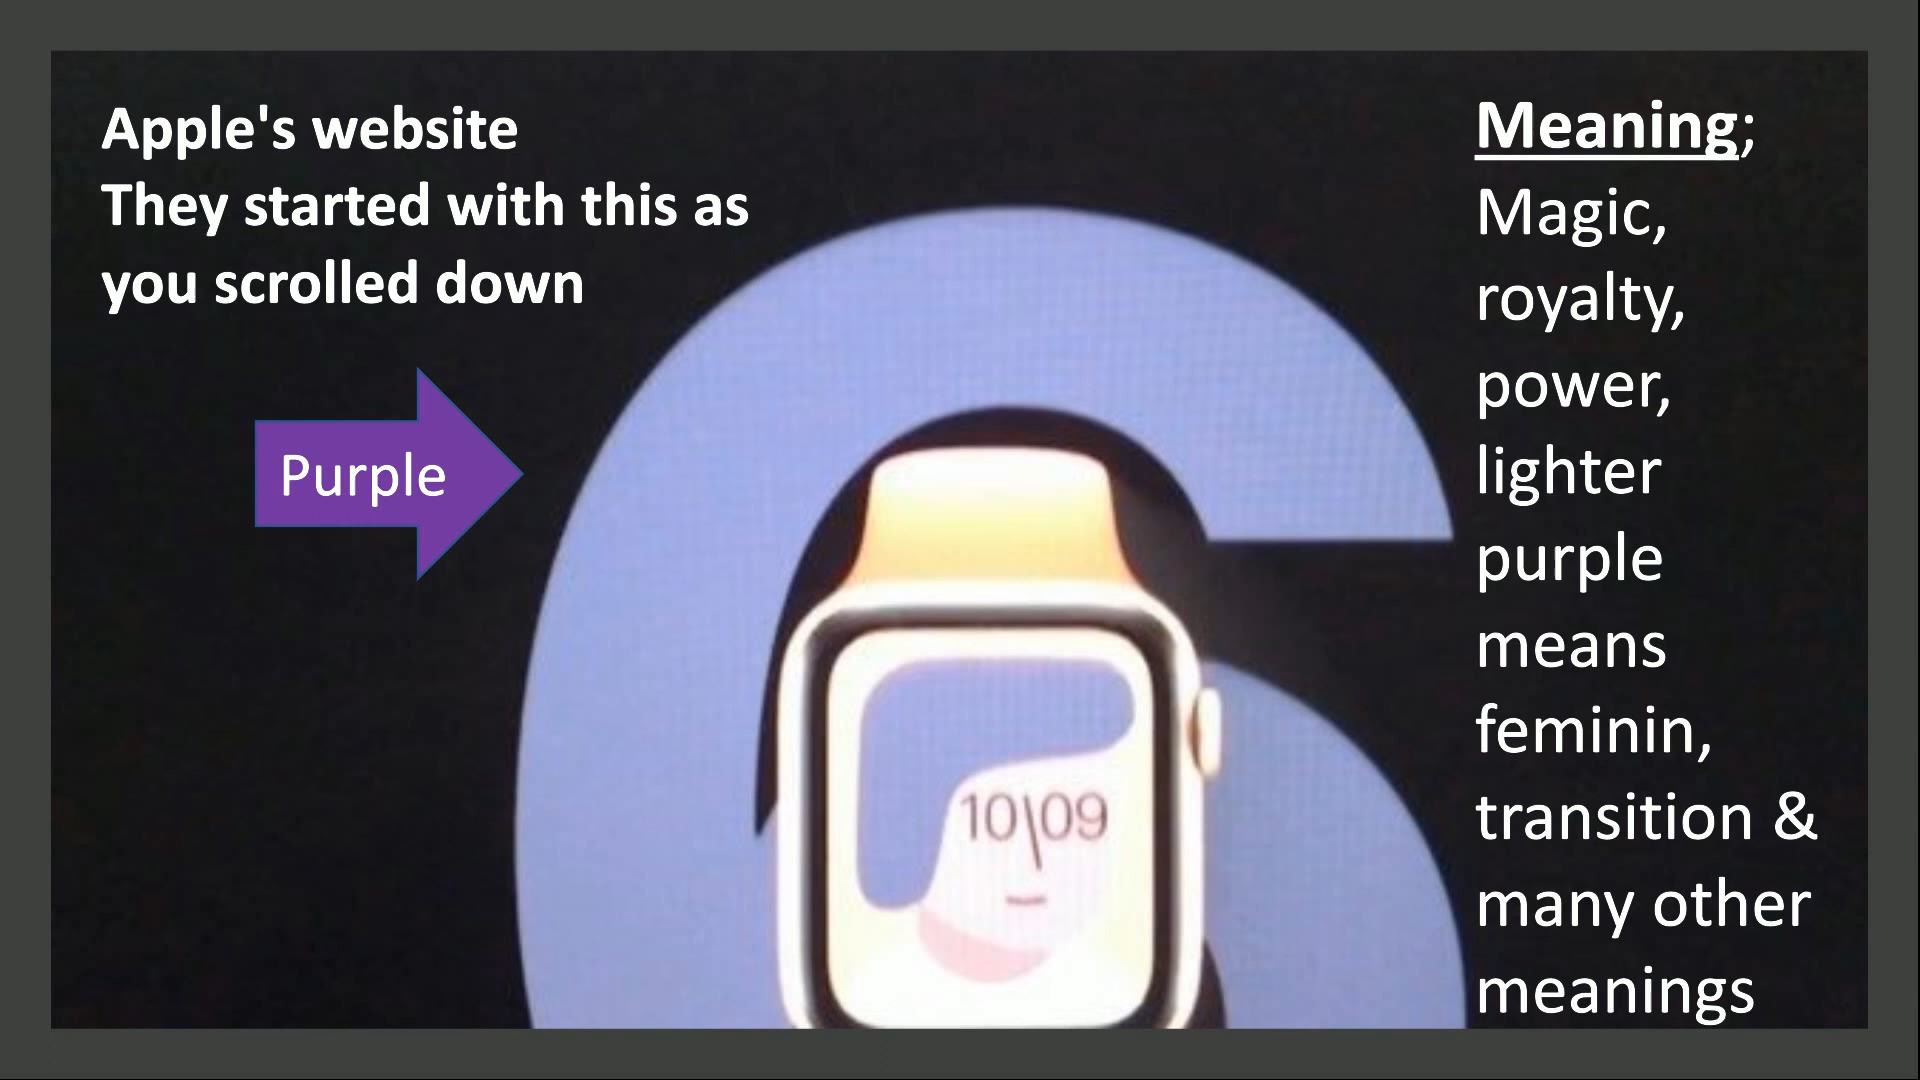 Apple's website
They started with this as
you scrolled down
Purple
10\09
Meaning;
Magic,
royalty,
power,
lighter
purple
means
feminin,
transition &
many other
meanings